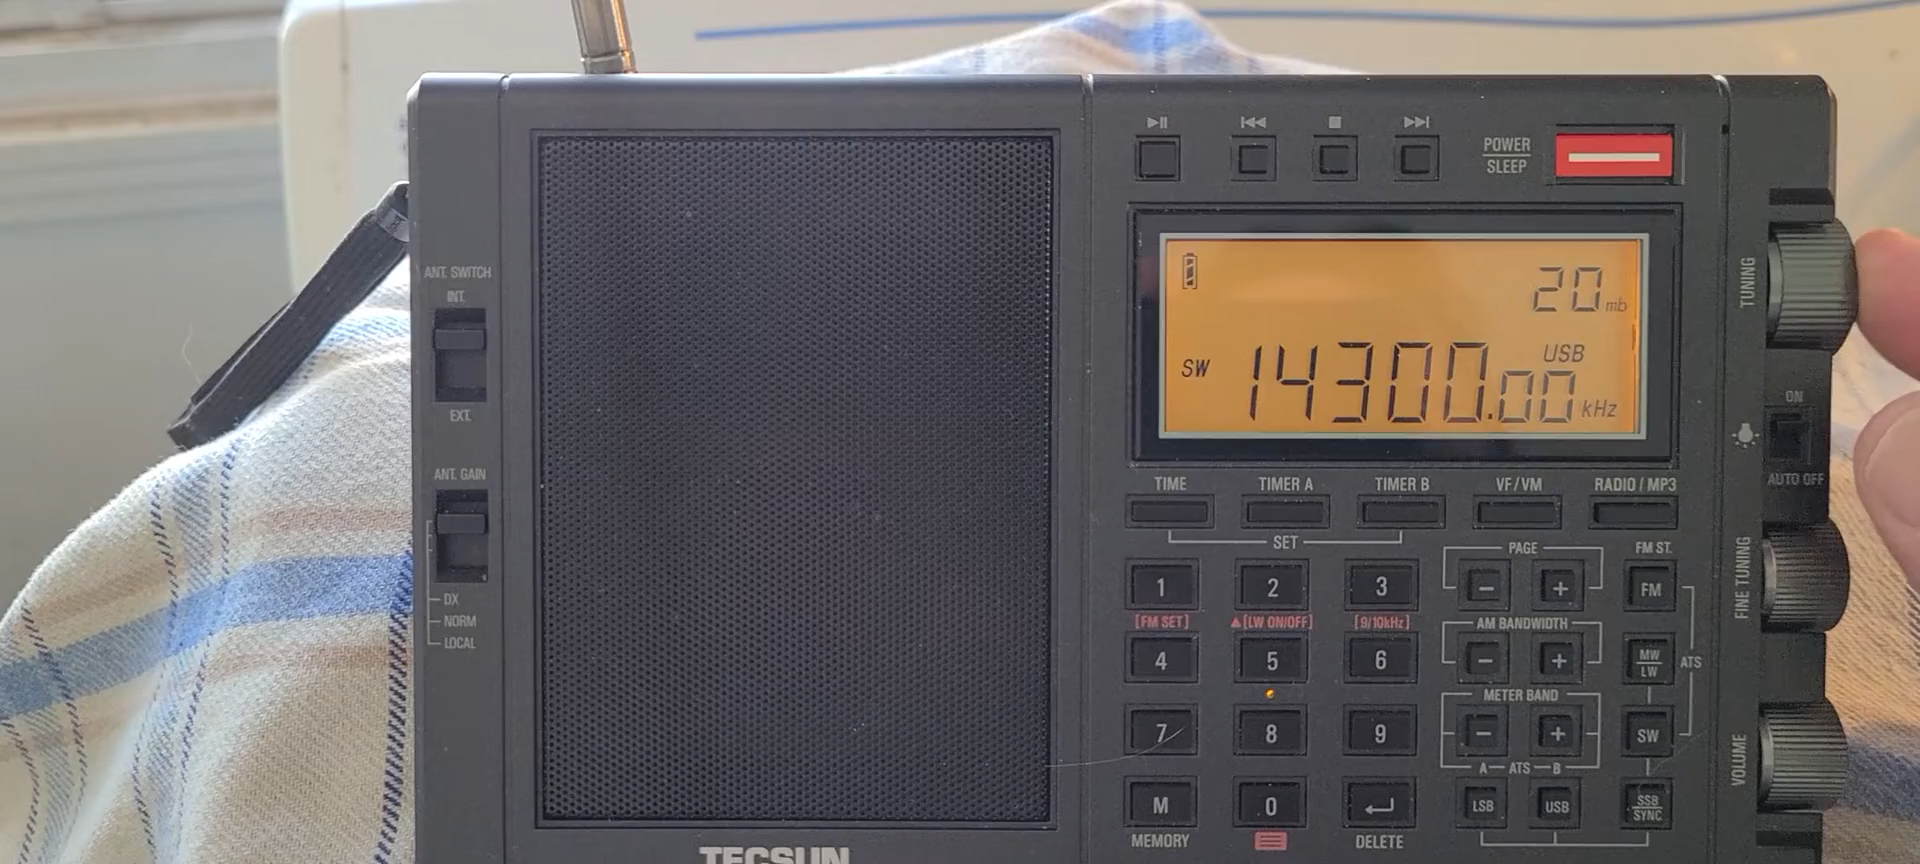 POWER
SLEEP
ANT. SWITCH
INT.
EXT.
ANT. GAIN
DX
NORM
LOCAL
20 mb
SW 14300.00 USB kHz
TUNING
ON
AUTO OFF
FINE TUNING
VOLUME
TIME TIMER A TIMER B VF/VM RADIO / MP3
SET
PAGE
FM ST.
1 2 3 - + FM
[FM SET] [LW ON/OFF] [9/10kHz] AM BANDWIDTH
4 5 6 - + MW
LW
ATS
METER BAND
7 8 9 - + SW
A ATS B
M 0 LSB USB SSB
SYNC
MEMORY DELETE
TECSUN